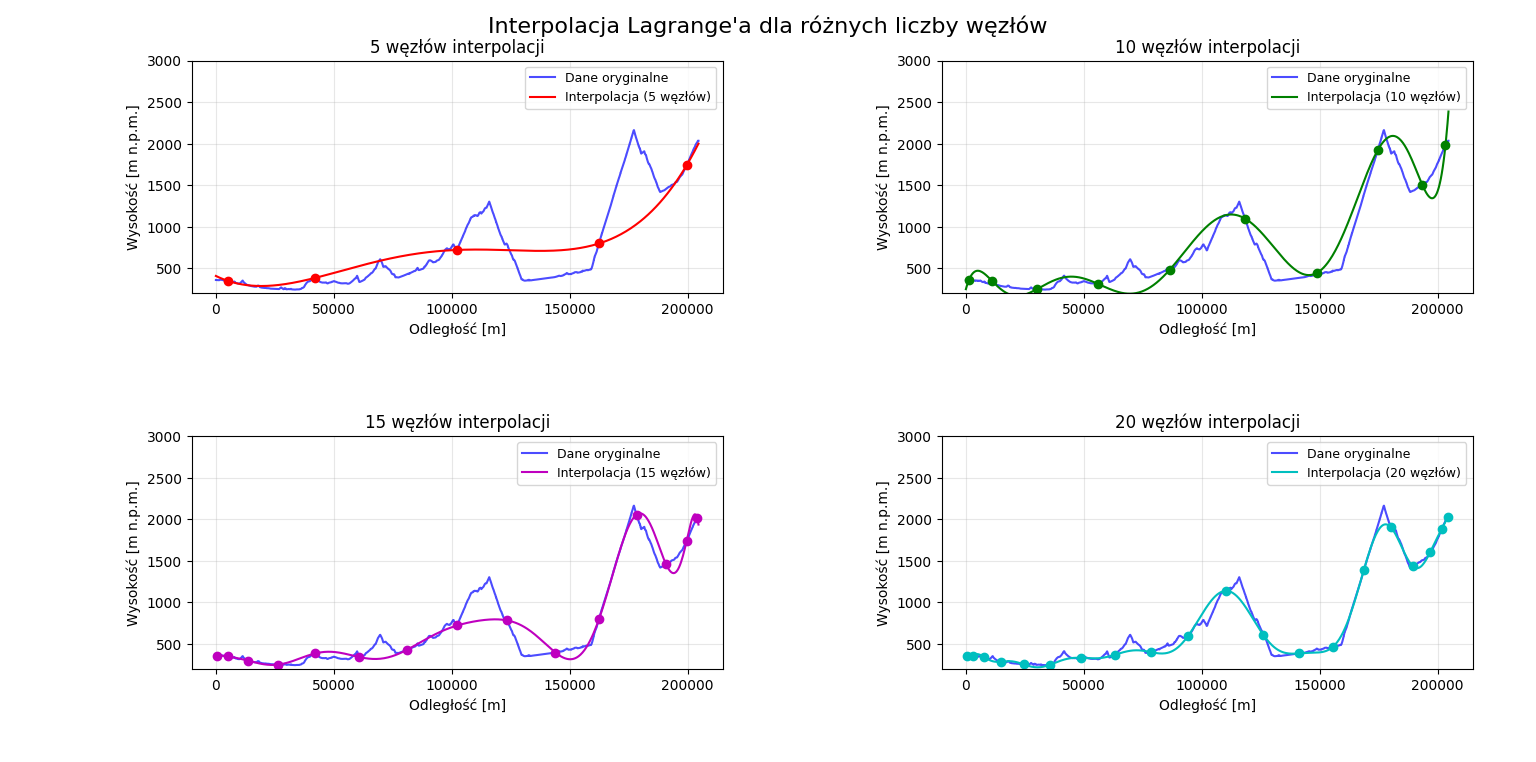 Interpolacja Lagrange'a dla różnych liczby węzłów
5 węzłów interpolacji
3000
2500
2000
1500
1000
500
Wysokość [m n.p.m.]
Dane oryginalne
Interpolacja (5 węzłów)
0
50000
100000
150000
200000
Odległość [m]
10 węzłów interpolacji
3000
2500
2000
1500
1000
500
Wysokość [m n.p.m.]
Dane oryginalne
Interpolacja (10 węzłów)
0
50000
100000
150000
200000
Odległość [m]
15 węzłów interpolacji
3000
2500
2000
1500
1000
500
Wysokość [m n.p.m.]
Dane oryginalne
Interpolacja (15 węzłów)
0
50000
100000
150000
200000
Odległość [m]
20 węzłów interpolacji
3000
2500
2000
1500
1000
500
Wysokość [m n.p.m.]
Dane oryginalne
Interpolacja (20 węzłów)
0
50000
100000
150000
200000
Odległość [m]